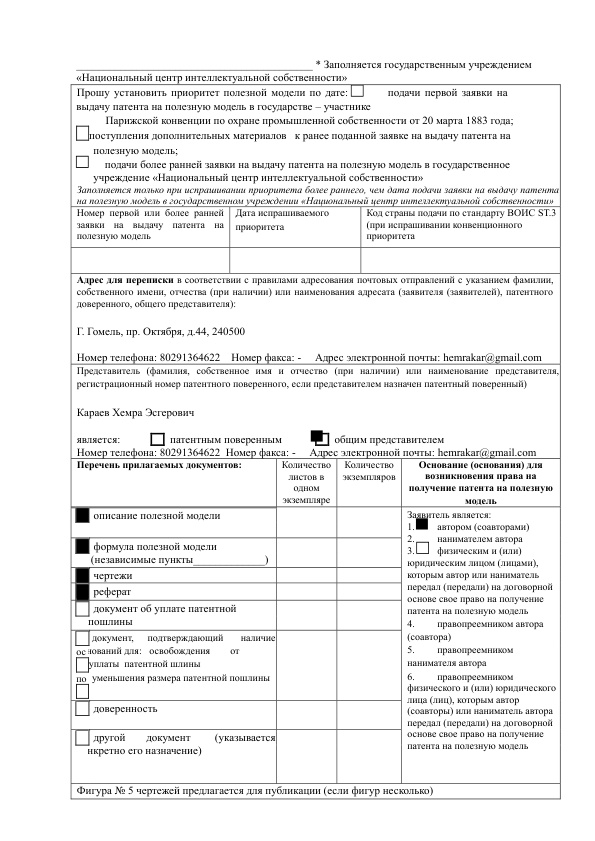 ____________________________________________ * Заполняется государственным учреждением
«Национальный центр интеллектуальной собственности»
Прошу установить приоритет полезной модели по дате: подачи первой заявки на
выдачу патента на полезную модель в государстве – участнике
Парижской конвенции по охране промышленной собственности от 20 марта 1883 года;
поступления дополнительных материалов к ранее поданной заявке на выдачу патента на
полезную модель;
подачи более ранней заявки на выдачу патента на полезную модель в государственное
учреждение «Национальный центр интеллектуальной собственности»
Заполняется только при испрашивании приоритета более раннего, чем дата подачи заявки на выдачу патента
на полезную модель в государственном учреждении «Национальный центр интеллектуальной собственности»
Номер первой или более ранней
заявки на выдачу патента на
полезную модель
Дата испрашиваемого
приоритета
Код страны подачи по стандарту ВОИС ST.3
(при испрашивании конвенционного
приоритета
Адрес для переписки в соответствии с правилами адресования почтовых отправлений с указанием фамилии,
собственного имени, отчества (при наличии) или наименования адресата (заявителя (заявителей), патентного
доверенного, общего представителя):
Г. Гомель, пр. Октября, д.44, 240500
Номер телефона: 80291364622 Номер факса: - Адрес электронной почты: hemrakar@gmail.com
Представитель (фамилия, собственное имя и отчество (при наличии) или наименование представителя,
регистрационный номер патентного поверенного, если представителем назначен патентный поверенный)
Караев Хемра Эсгерович
является: патентным поверенным общим представителем
Номер телефона: 80291364622 Номер факса: - Адрес электронной почты: hemrakar@gmail.com
Перечень прилагаемых документов:
Количество
листов в
одном
экземпляре
Количество
экземпляров
Основание (основания) для
возникновения права на
получение патента на полезную
модель
описание полезной модели
формула полезной модели
(независимые пункты______________)
чертежи
реферат
документ об уплате патентной
пошлины
документ, подтверждающий наличие
ос нований для: освобождения от
уплаты патентной шлины
по уменьшения размера патентной пошлины
доверенность
другой документ (указывается
нкретно его назначение)
Заявитель является:
1. автором (соавторами)
2. нанимателем автора
3. физическим и (или)
юридическим лицом (лицами),
которым автор или наниматель
передал (передали) на договорной
основе свое право на получение
патента на полезную модель
4. правопреемником автора
(соавтора)
5. правопреемником
нанимателя автора
6. правопреемником
физического и (или) юридического
лица (лиц), которым автор
(соавторы) или наниматель автора
передал (передали) на договорной
основе свое право на получение
патента на полезную модель
Фигура № 5 чертежей предлагается для публикации (если фигур несколько)